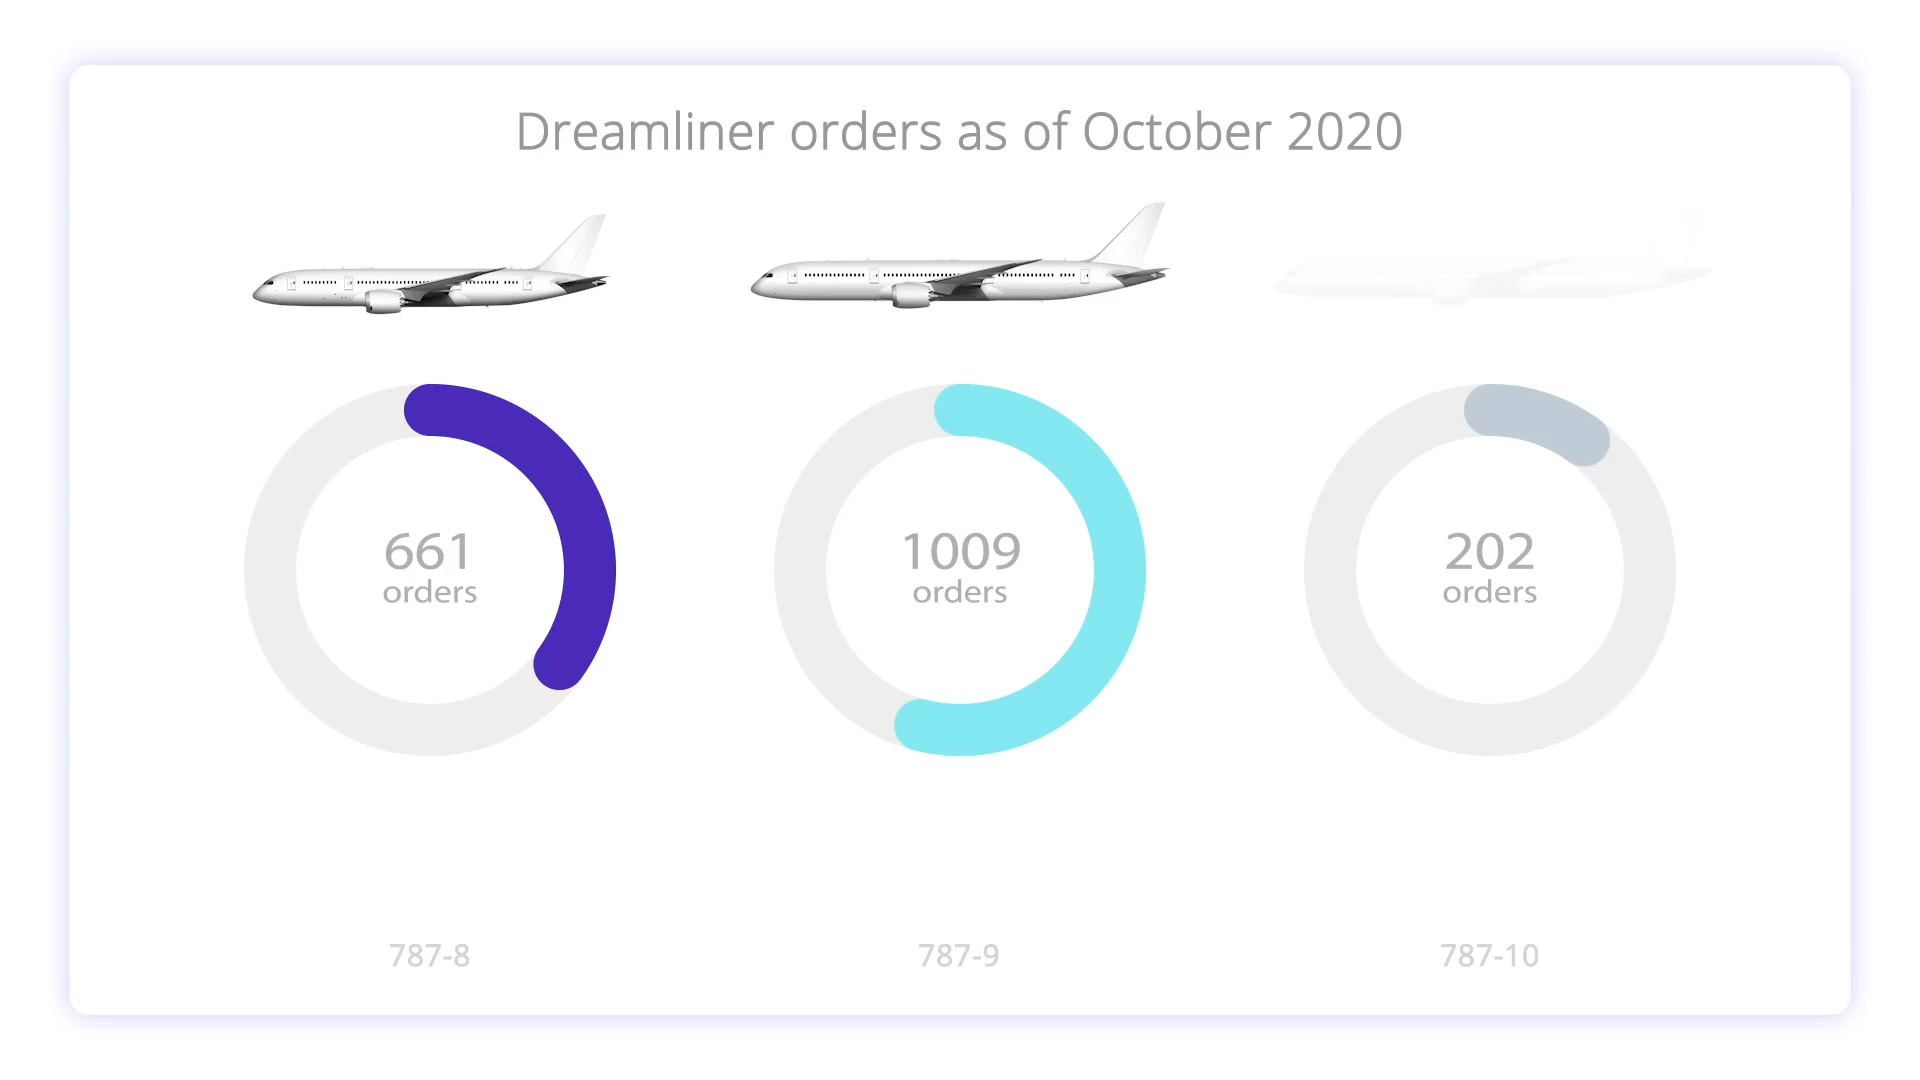 Dreamliner orders as of October 2020
661
orders
1009
orders
202
orders
787-8
787-9
787-10